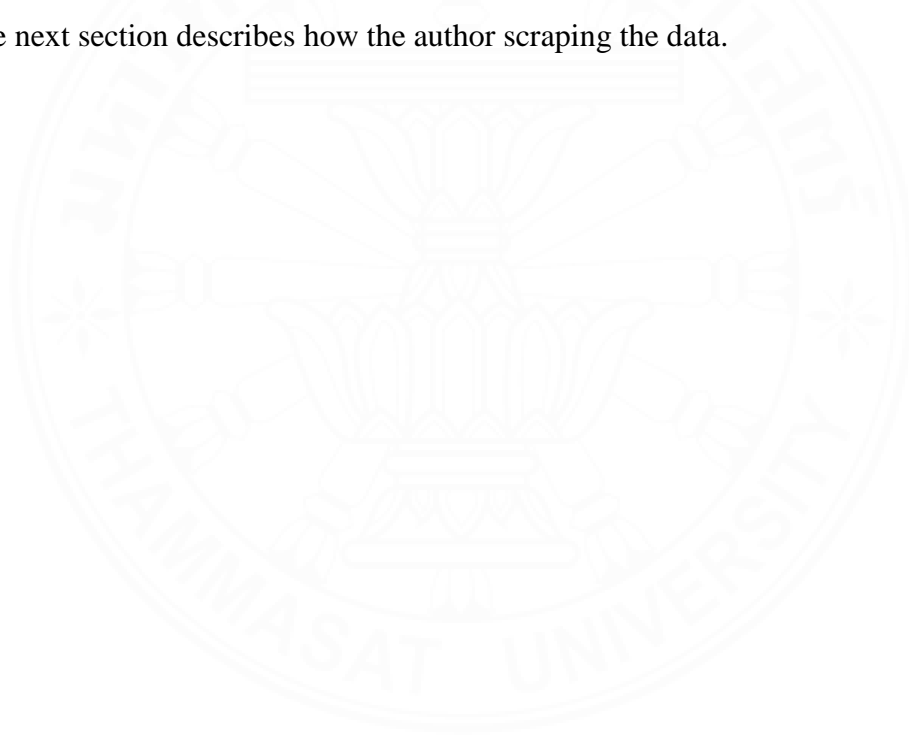 e next section describes how the author scraping the data.
THAMMASAT UNIVERSITY